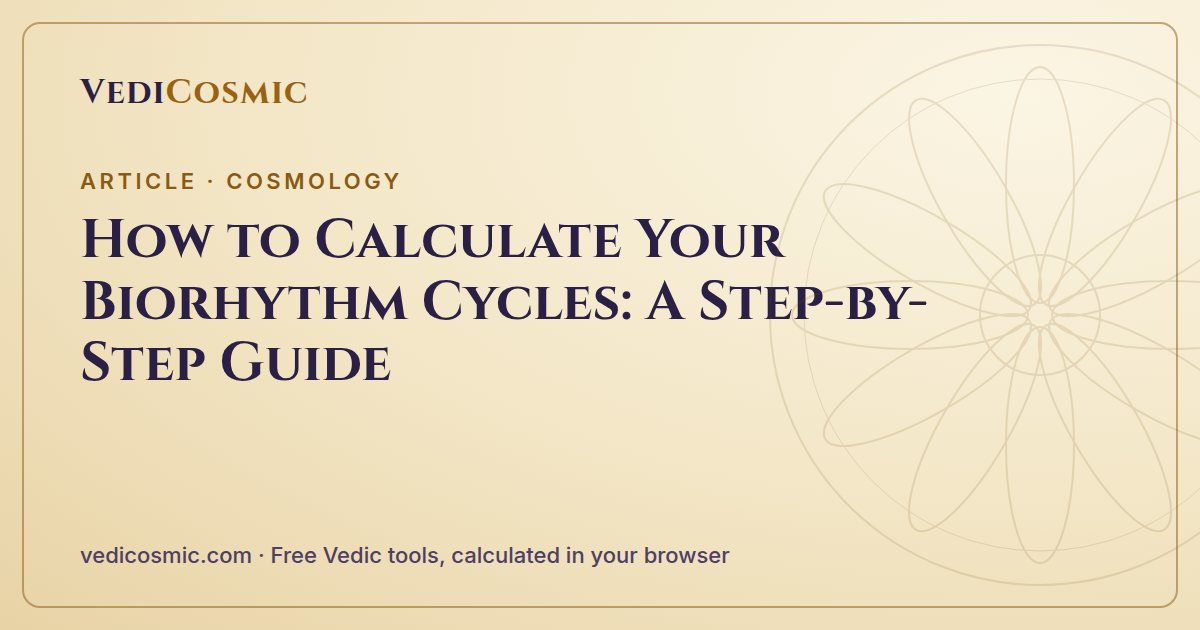 VediCosmic
ARTICLE · COSMOLOGY
How to Calculate Your
Biorhythm Cycles: A Step-by-
Step Guide
vedicosmic.com · Free Vedic tools, calculated in your browser